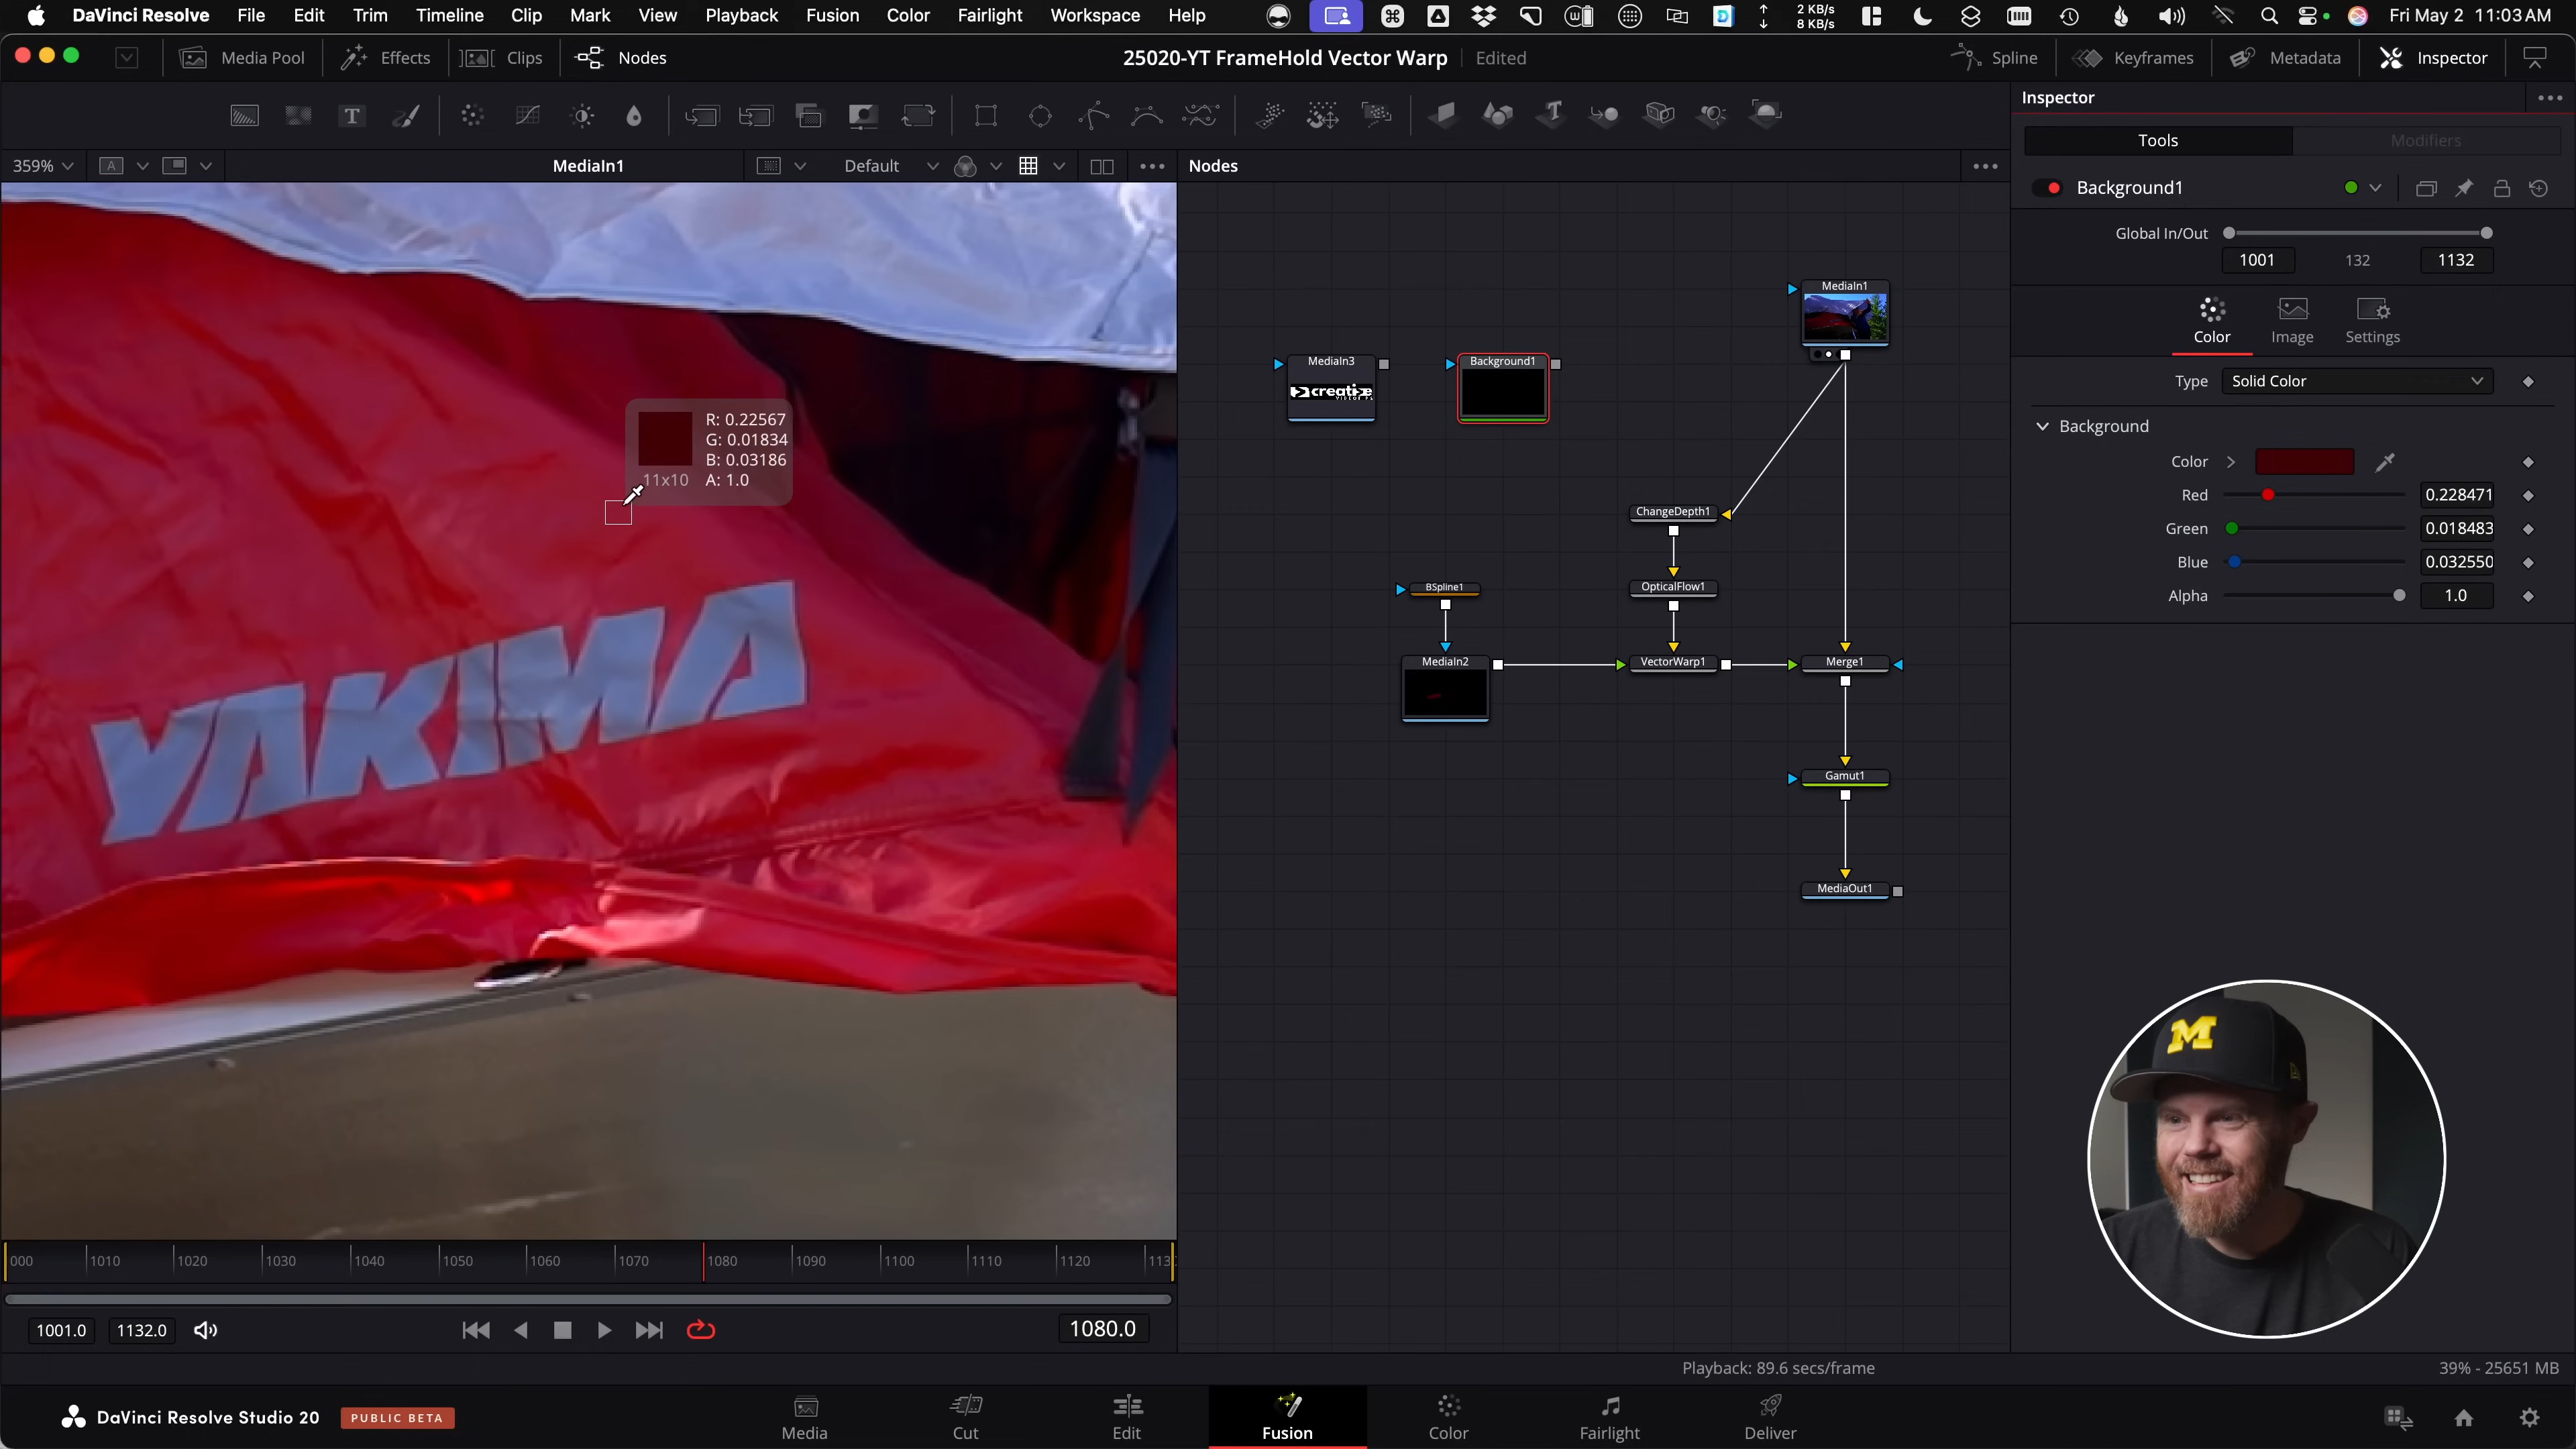 DaVinci Resolve File Edit Trim Timeline Clip Mark View Playback Fusion Color Fairlight Workspace Help 2 KB/s 8 KB/s Fri May 2 11:03 AM
Media Pool Effects Clips Nodes 25020-YT FrameHold Vector Warp Edited Spline Keyframes Metadata Inspector
Inspector
Tools Modifiers
359% A MediaIn1 Default Nodes
Background1
Global In/Out
1001 132 1132
Color Image Settings
Type Solid Color
Background
Color
Red 0.228471
Green 0.018483
Blue 0.032550
Alpha 1.0
R: 0.22567
G: 0.01834
B: 0.03186
11x10 A: 1.0
YAKIMA
MediaIn1
MediaIn3
creative
Background1
ChangeDepth1
OpticalFlow1
BSpline1
MediaIn2
VectorWarp1
Merge1
Gamut1
MediaOut1
M
000 1010 1020 1030 1040 1050 1060 1070 1080 1090 1100 1110 1120 113
1001.0 1132.0 1080.0
Playback: 89.6 secs/frame 39% - 25651 MB
DaVinci Resolve Studio 20 PUBLIC BETA
Media Cut Edit Fusion Color Fairlight Deliver